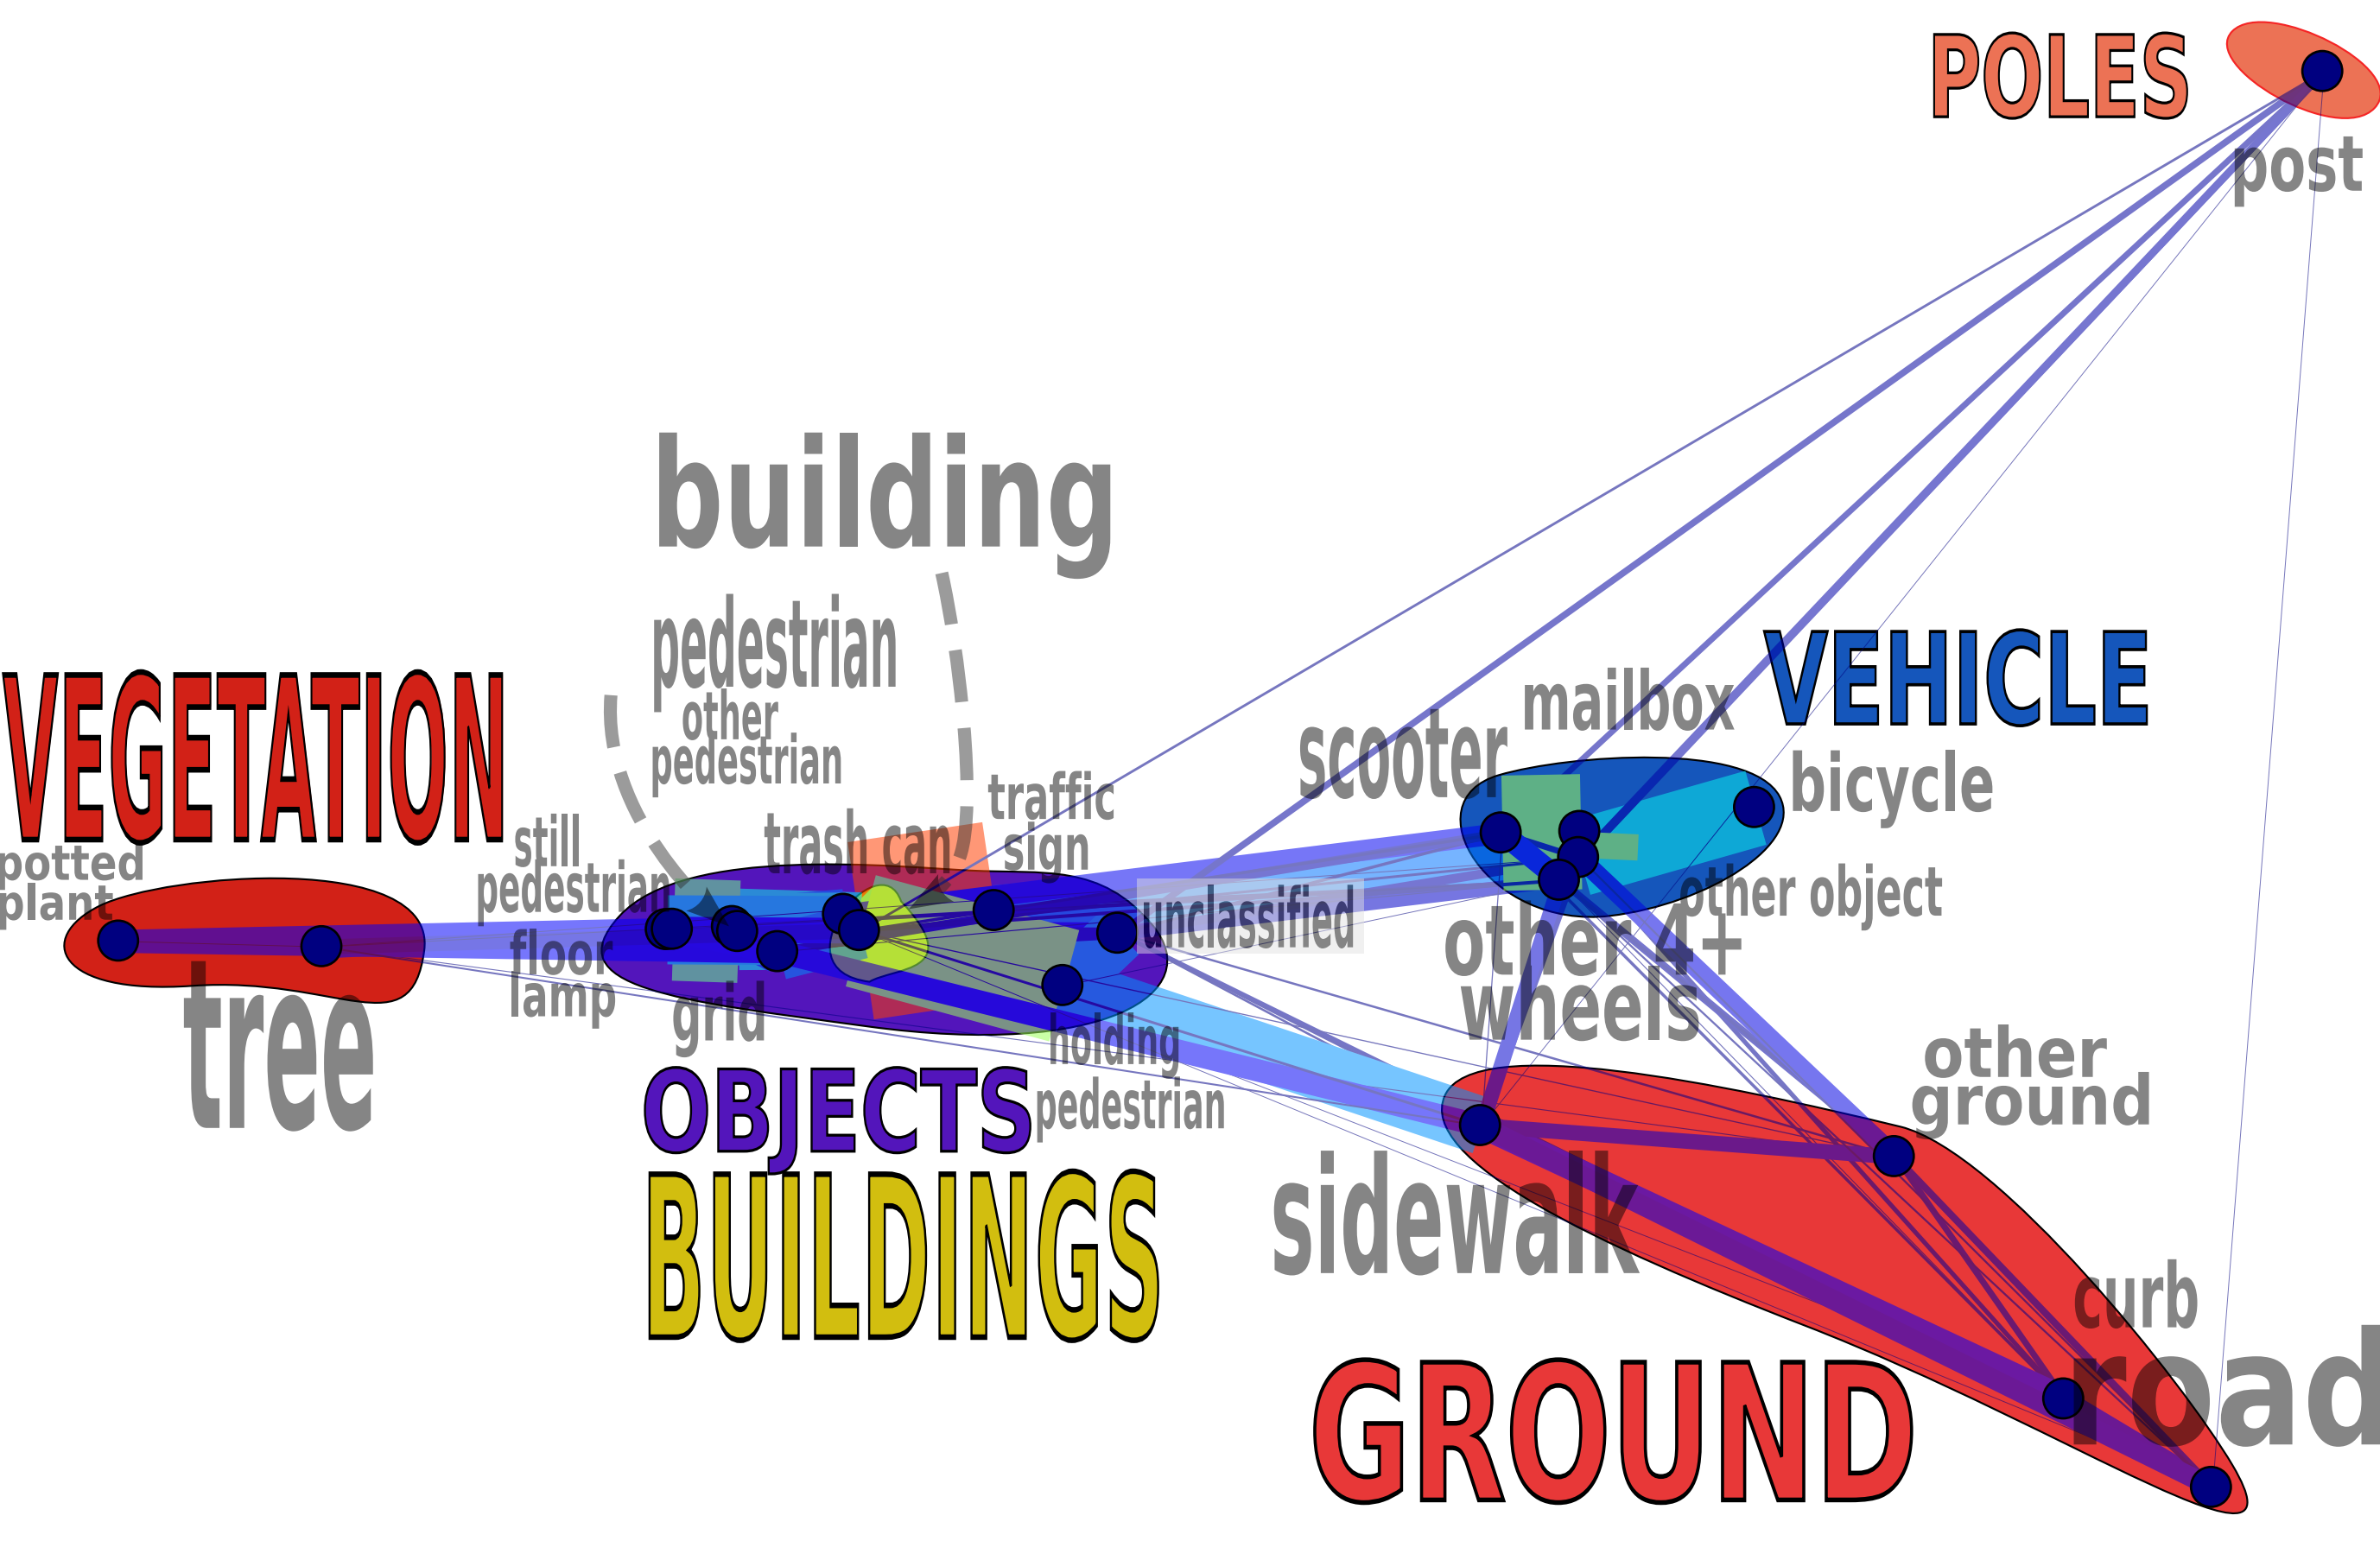 POLES
post
building
pedestrian
other
pedestrian
VEGETATION
VEHICLE
mailbox
scooter
bicycle
traffic
sign
trash can
still
pedestrian
potted
plant
other object
unclassified
other 4+
wheels
floor
lamp
tree
grid
holding
pedestrian
other
ground
OBJECTS
BUILDINGS
sidewalk
curb
road
GROUND